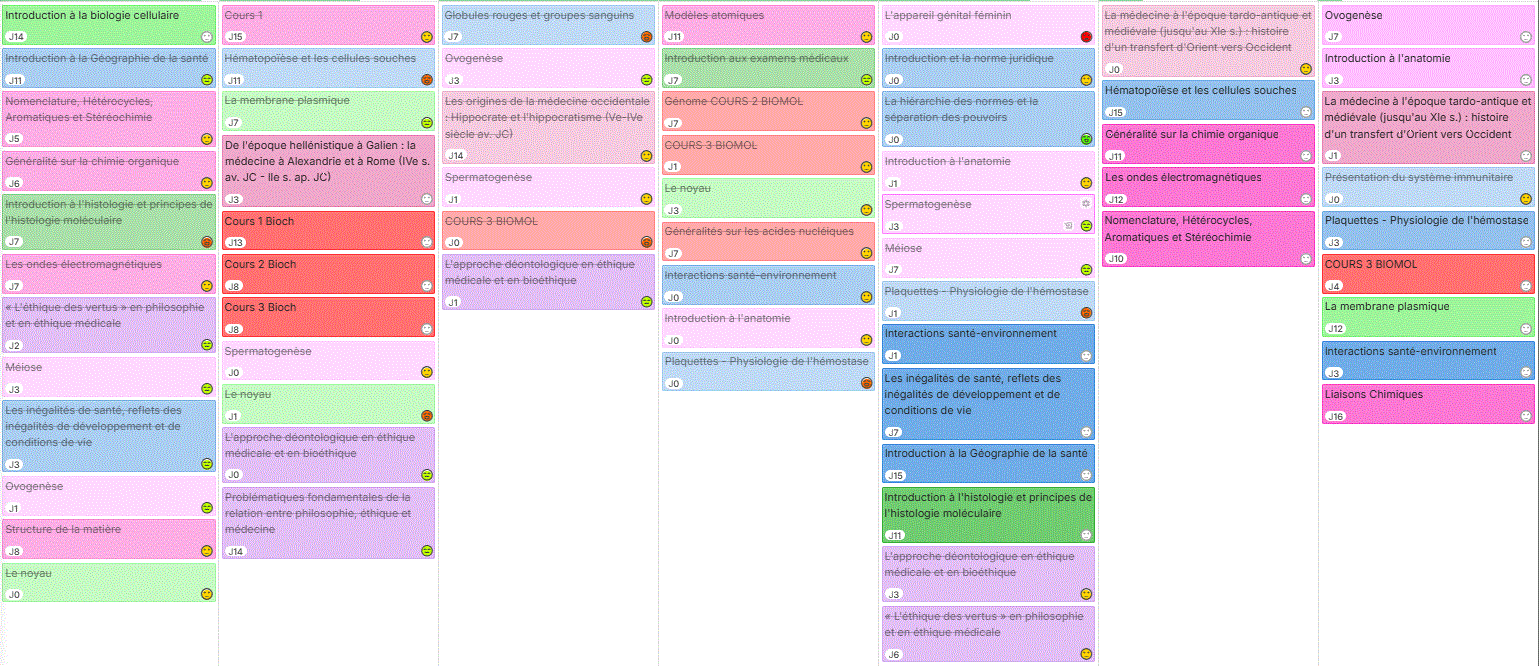 Introduction à la biologie cellulaire
J14
Introduction à la Géographie de la santé
J11
Nomenclature, Hétérocycles,
Aromatiques et Stéréochimie
J5
Généralité sur la chimie organique
J6
Introduction à l'histologie et principes de
l'histologie moléculaire
J7
Les ondes électromagnétiques
J7
« L'éthique des vertus » en philosophie
et en éthique médicale
J2
Méiose
J3
Les inégalités de santé, reflets des
inégalités de développement et de
conditions de vie
J3
Ovogenèse
J1
Structure de la matière
J8
Le noyau
J0
Cours 1
J15
Hématopoïèse et les cellules souches
J11
La membrane plasmique
J7
De l'époque hellénistique à Galien : la
médecine à Alexandrie et à Rome (IVe s.
av. JC - IIe s. ap. JC)
J3
Cours 1 Bioch
J13
Cours 2 Bioch
J8
Cours 3 Bioch
J8
Spermatogenèse
J0
Le noyau
J1
L'approche déontologique en éthique
médicale et en bioéthique
J0
Problématiques fondamentales de la
relation entre philosophie, éthique et
médecine
J14
Globules rouges et groupes sanguins
J7
Ovogenèse
J3
Les origines de la médecine occidentale
: Hippocrate et l'hippocratisme (Ve-IVe
siècle av. JC)
J14
Spermatogenèse
J1
COURS 3 BIOMOL
J0
L'approche déontologique en éthique
médicale et en bioéthique
J1
Modèles atomiques
J11
Introduction aux examens médicaux
J7
Génome COURS 2 BIOMOL
J7
COURS 3 BIOMOL
J1
Le noyau
J3
Généralités sur les acides nucléiques
J7
Interactions santé-environnement
J0
Introduction à l'anatomie
J0
Plaquettes - Physiologie de l'hémostase
J0
L'appareil génital féminin
J0
Introduction et la norme juridique
J0
La hiérarchie des normes et la
séparation des pouvoirs
J0
Introduction à l'anatomie
J1
Spermatogenèse
J3
Méiose
J7
Plaquettes - Physiologie de l'hémostase
J1
Interactions santé-environnement
J1
Les inégalités de santé, reflets des
inégalités de développement et de
conditions de vie
J7
Introduction à la Géographie de la santé
J15
Introduction à l'histologie et principes de
l'histologie moléculaire
J11
L'approche déontologique en éthique
médicale et en bioéthique
J3
« L'éthique des vertus » en philosophie
et en éthique médicale
J6
La médecine à l'époque tardo-antique et
médiévale (jusqu'au XIe s.) : histoire
d'un transfert d'Orient vers Occident
J0
Hématopoïèse et les cellules souches
J15
Généralité sur la chimie organique
J11
Les ondes électromagnétiques
J12
Nomenclature, Hétérocycles,
Aromatiques et Stéréochimie
J10
Ovogenèse
J7
Introduction à l'anatomie
J3
La médecine à l'époque tardo-antique et
médiévale (jusqu'au XIe s.) : histoire
d'un transfert d'Orient vers Occident
J1
Présentation du système immunitaire
J0
Plaquettes - Physiologie de l'hémostase
J3
COURS 3 BIOMOL
J4
La membrane plasmique
J12
Interactions santé-environnement
J3
Liaisons Chimiques
J16